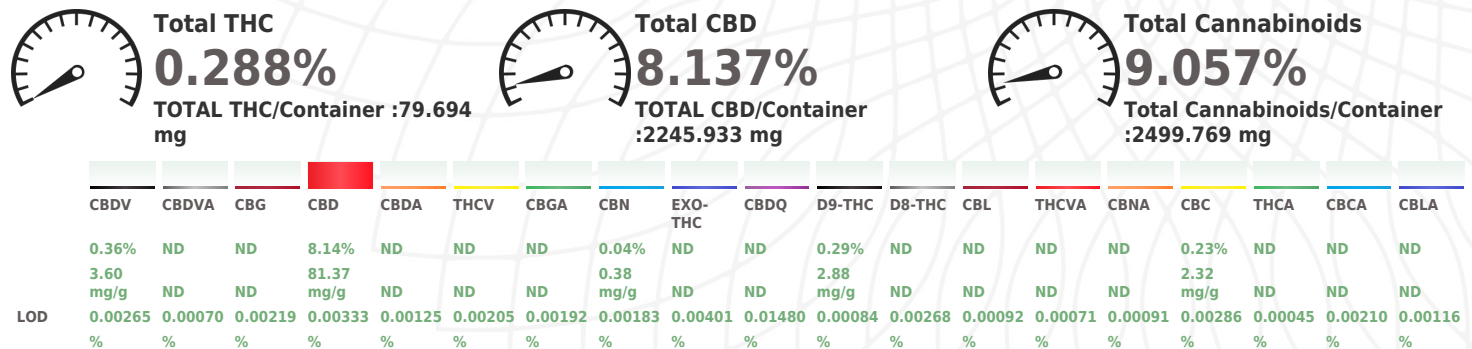 Total THC
0.288%
TOTAL THC/Container :79.694
mg
Total CBD
8.137%
TOTAL CBD/Container
:2245.933 mg
Total Cannabinoids
9.057%
Total Cannabinoids/Container
:2499.769 mg
CBDV CBDVA CBG CBD CBDA THCV CBGA CBN EXO-THC CBDQ D9-THC D8-THC CBL THCVA CBNA CBC THCA CBCA CBLA
0.36% ND ND 8.14% ND ND ND 0.04% ND ND 0.29% ND ND ND ND 0.23% ND ND ND
3.60 mg/g ND ND 81.37 mg/g ND ND ND 0.38 mg/g ND ND 2.88 mg/g ND ND ND ND 2.32 mg/g ND ND ND
LOD 0.00265 0.00070 0.00219 0.00333 0.00125 0.00205 0.00192 0.00183 0.00401 0.01480 0.00084 0.00268 0.00092 0.00071 0.00091 0.00286 0.00045 0.00210 0.00116
% % % % % % % % % % % % % % % % % % %